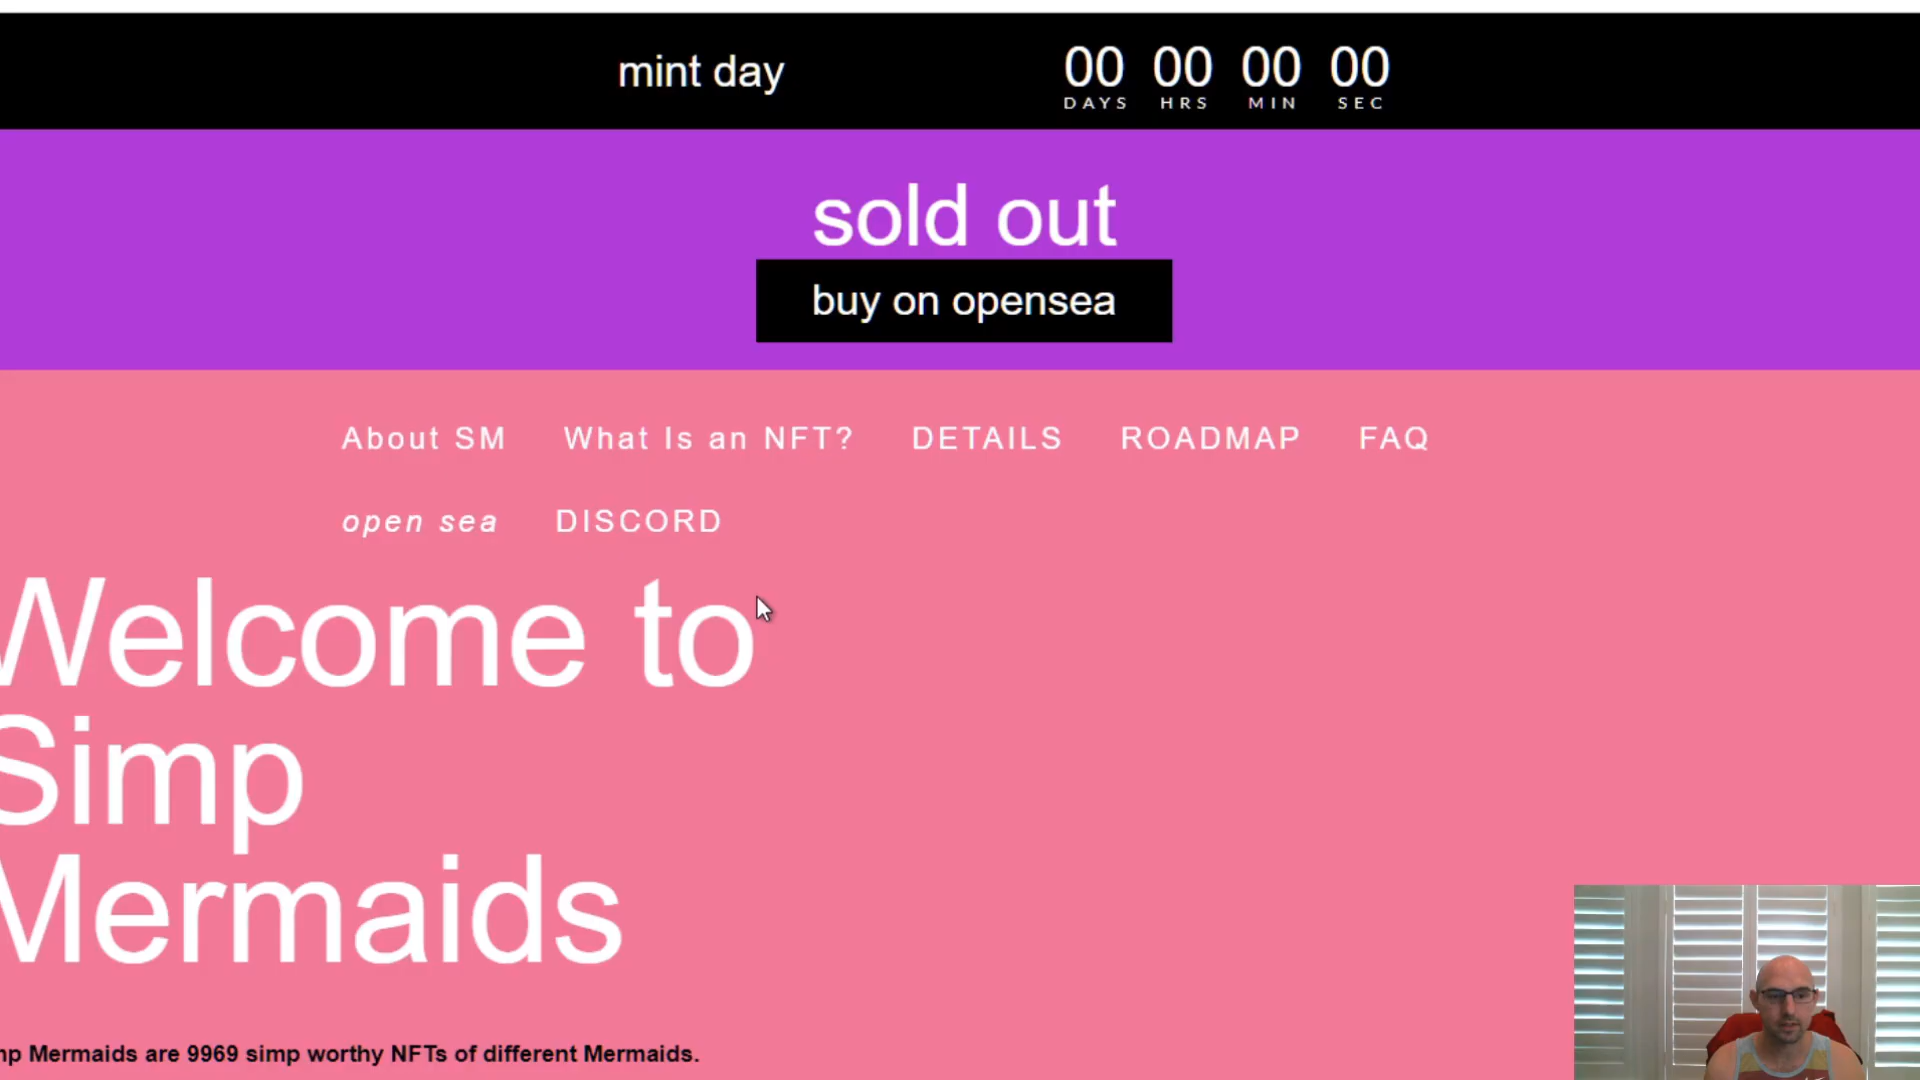 mint day
00 00 00 00
DAYS HRS MIN SEC
sold out
buy on opensea
About SM What Is an NFT? DETAILS ROADMAP FAQ
open sea DISCORD
Welcome to
Simp
Mermaids
Mermaids are 9969 simp worthy NFTs of different Mermaids.